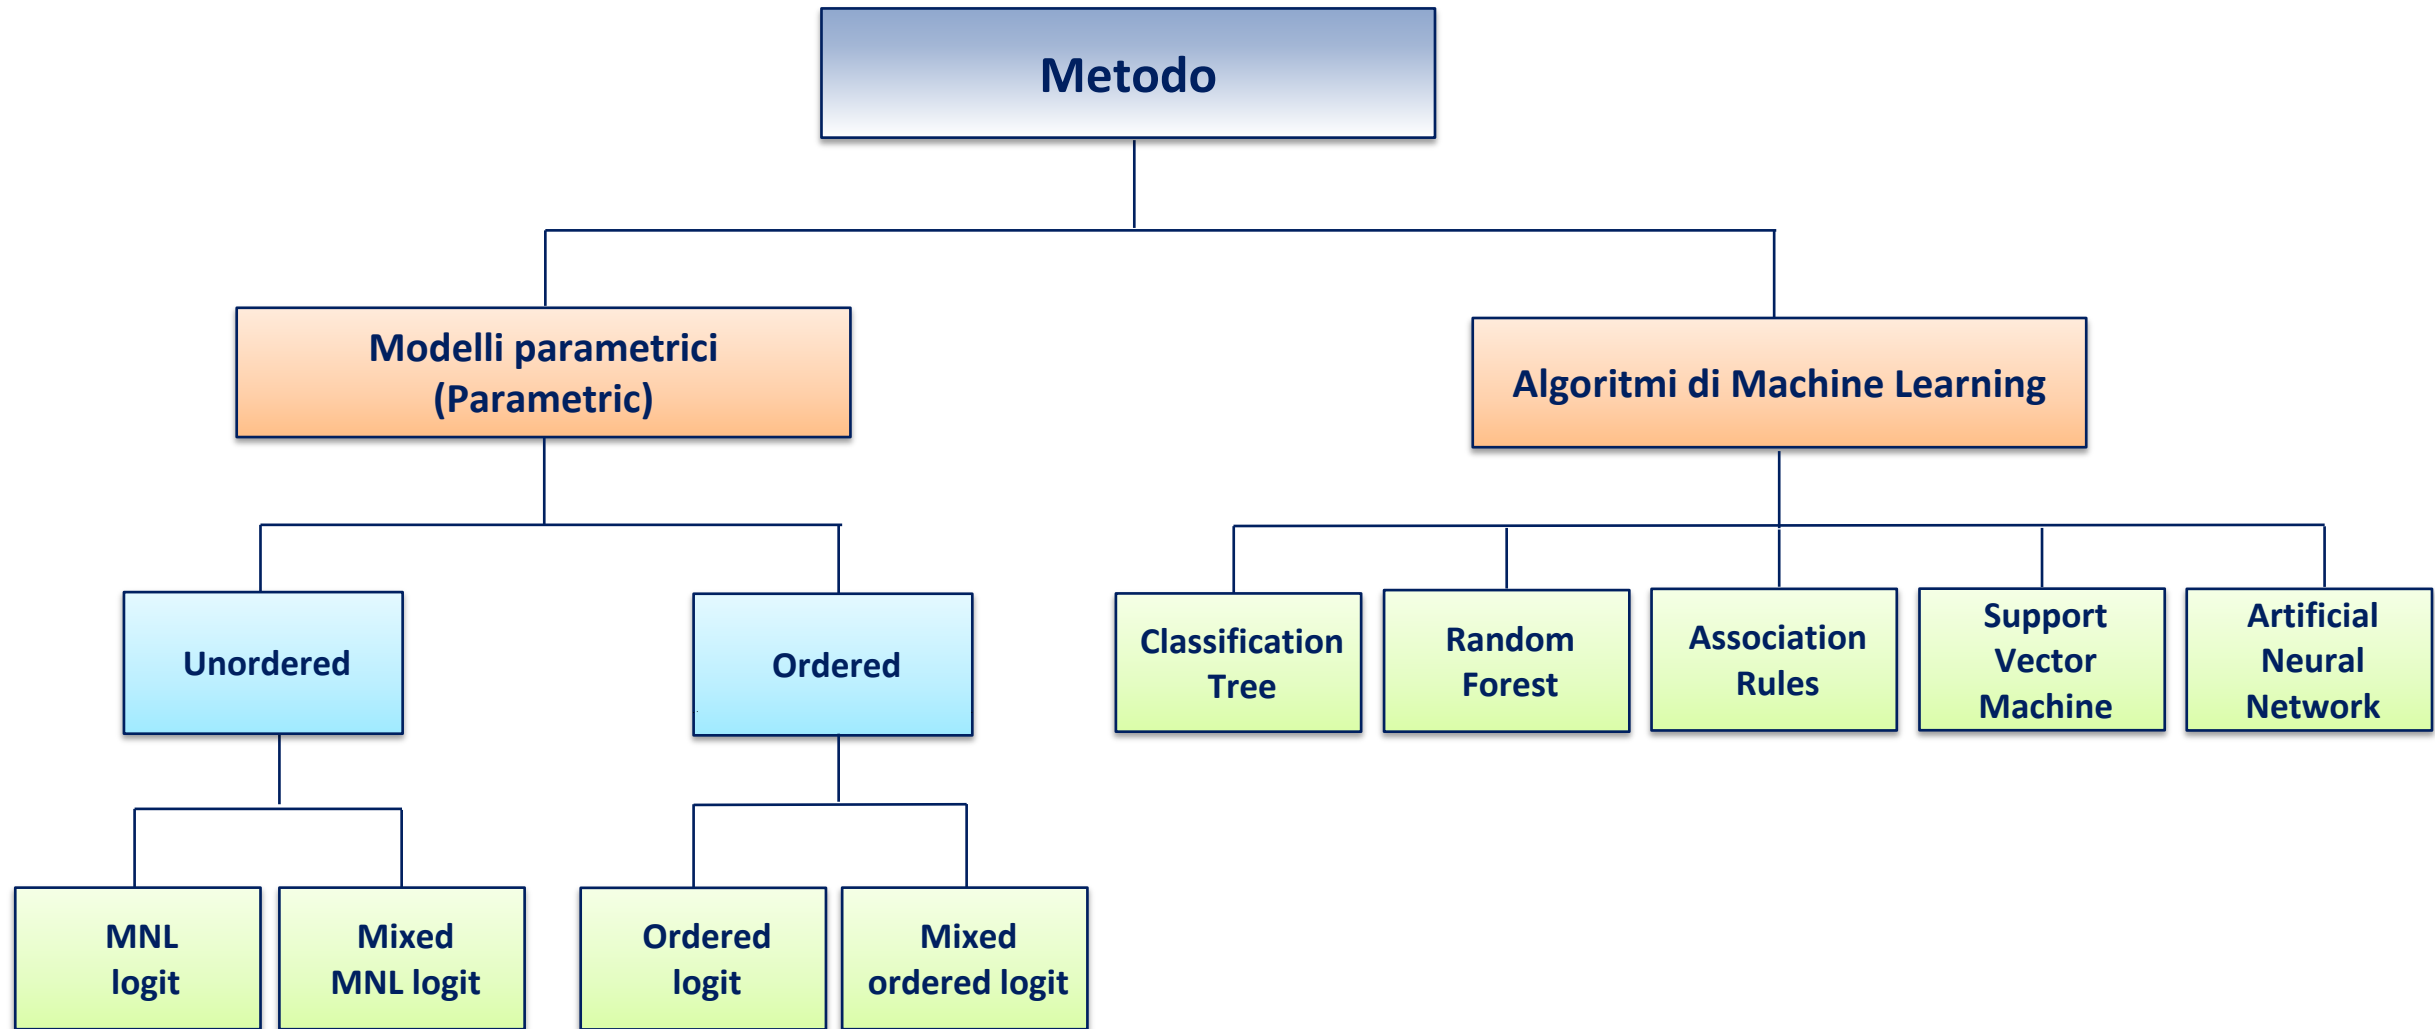 Metodo
Modelli parametrici
(Parametric)
Algoritmi di Machine Learning
Unordered
Ordered
Classification
Tree
Random
Forest
Association
Rules
Support
Vector
Machine
Artificial
Neural
Network
MNL
logit
Mixed
MNL logit
Ordered
logit
Mixed
ordered logit